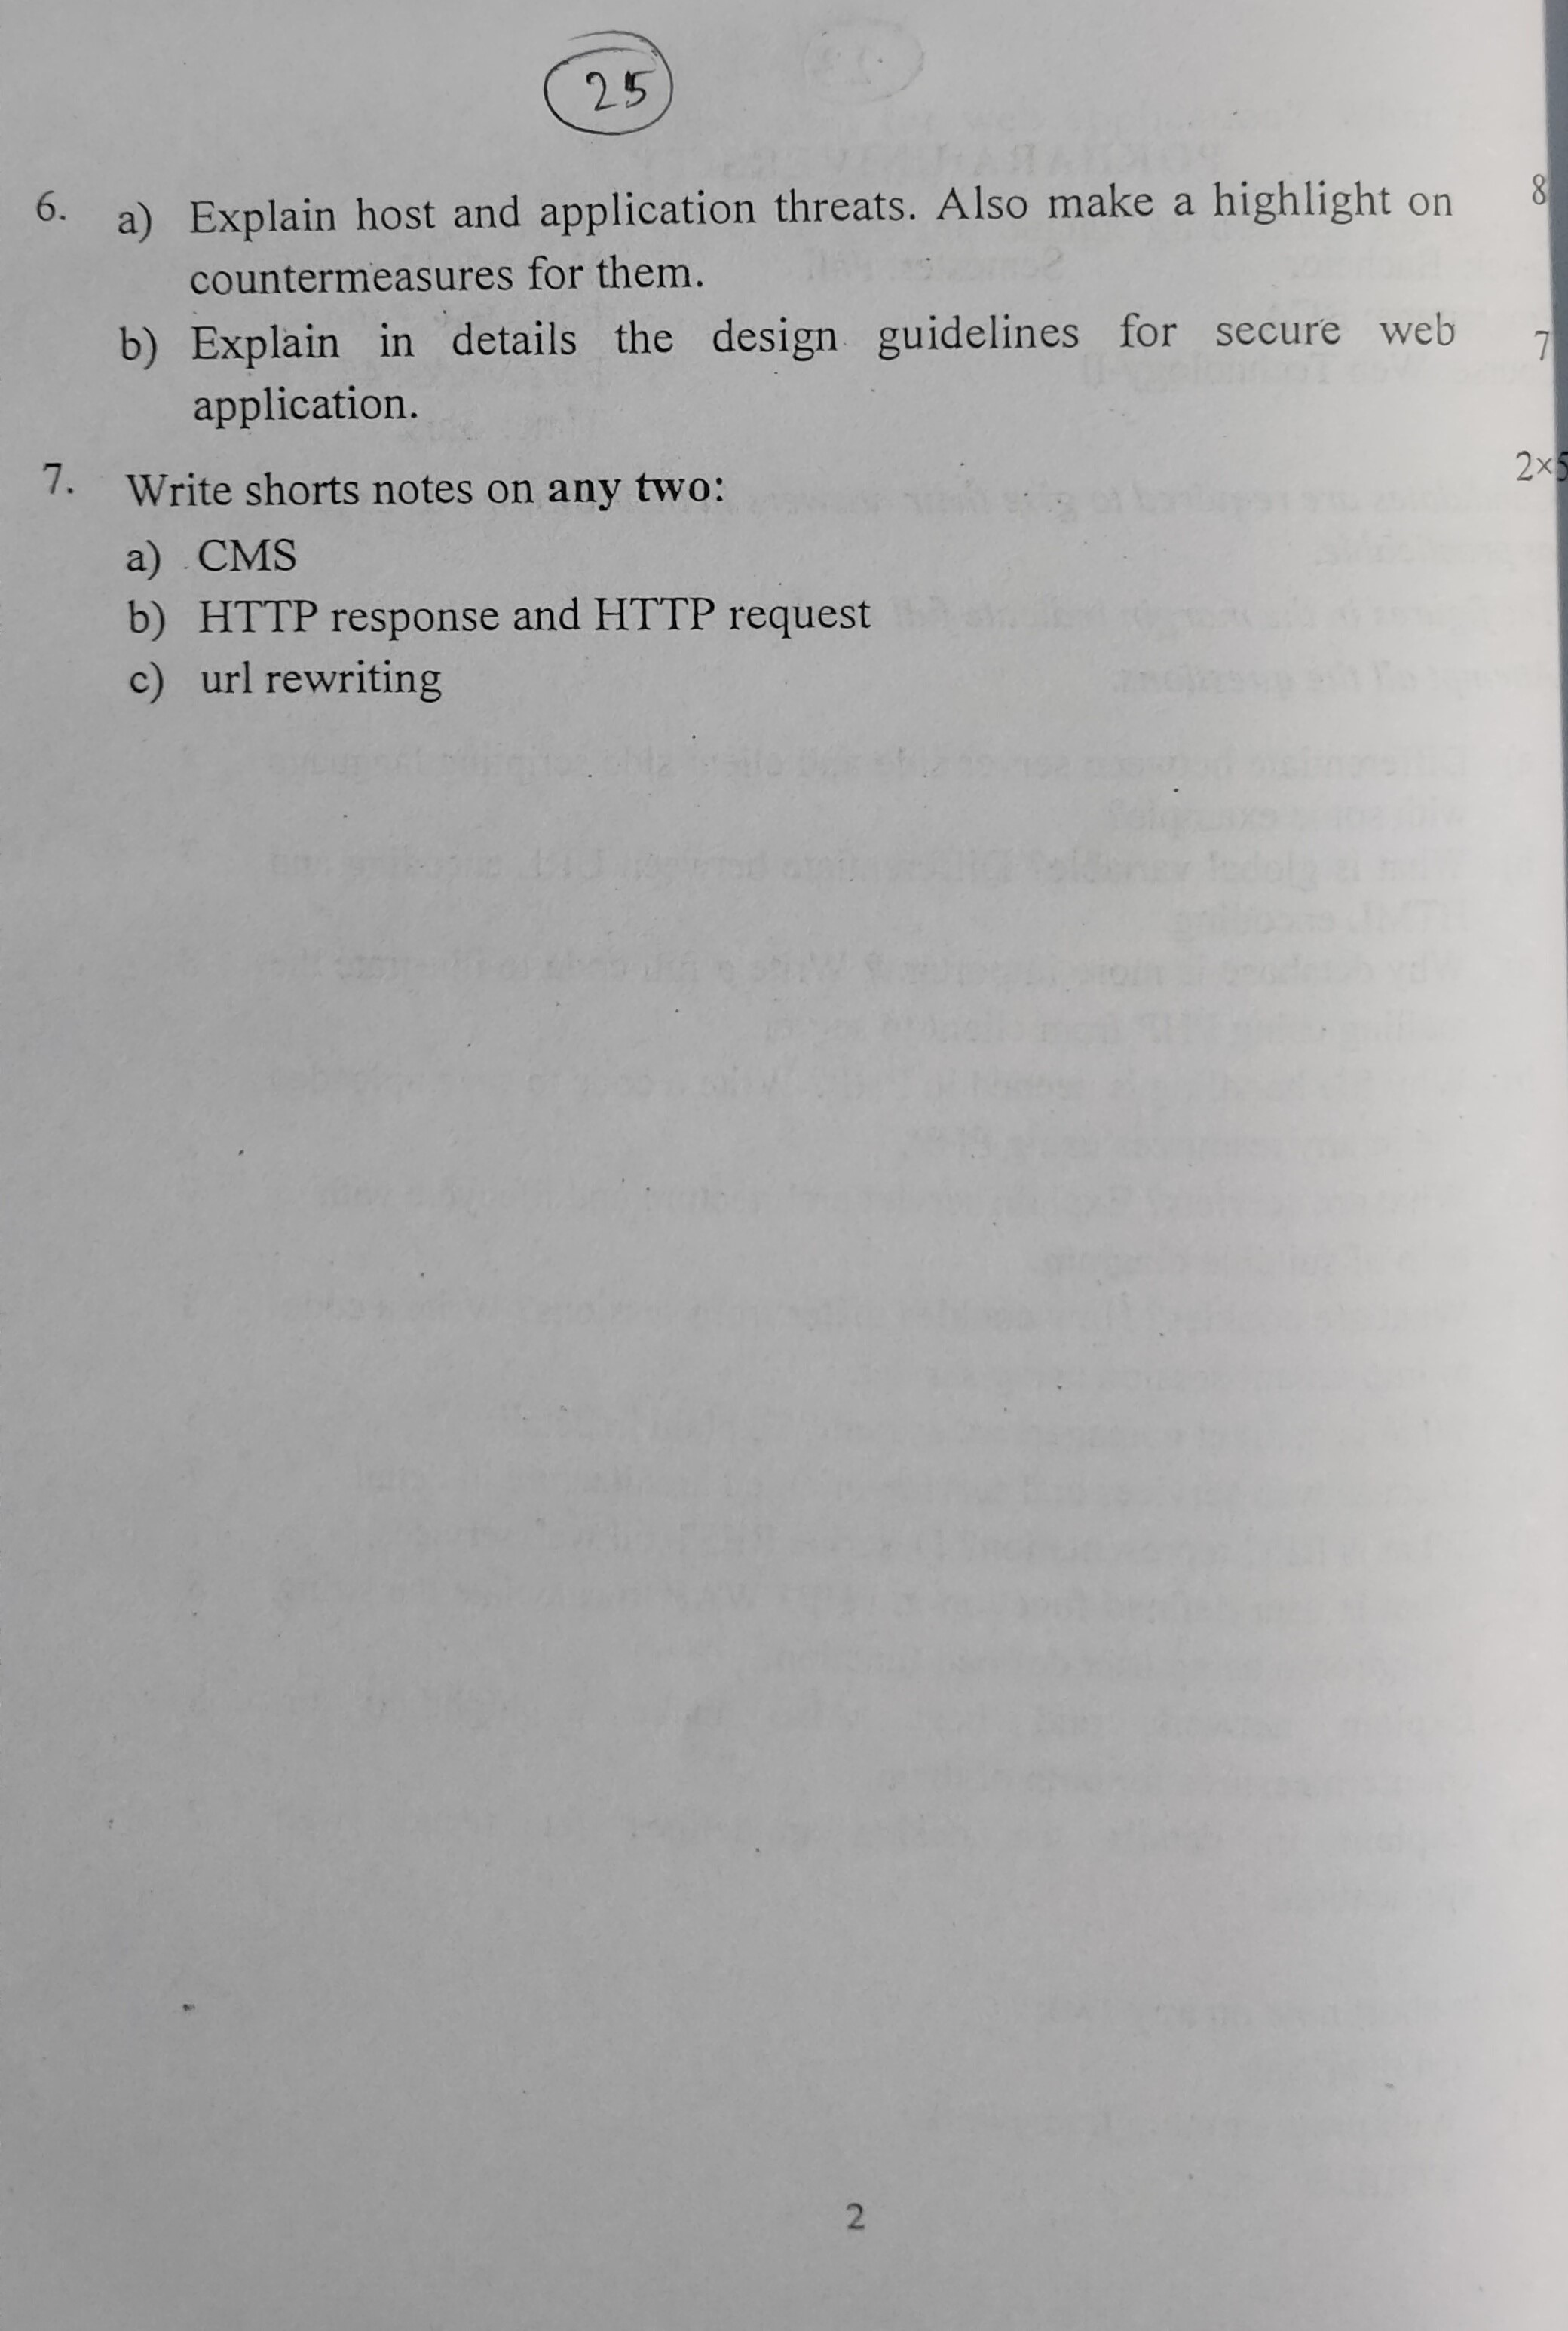 25
6. a) Explain host and application threats. Also make a highlight on 8
countermeasures for them.
b) Explain in details the design guidelines for secure web 7
application.
7. Write shorts notes on any two: 2×5
a) CMS
b) HTTP response and HTTP request
c) url rewriting
2